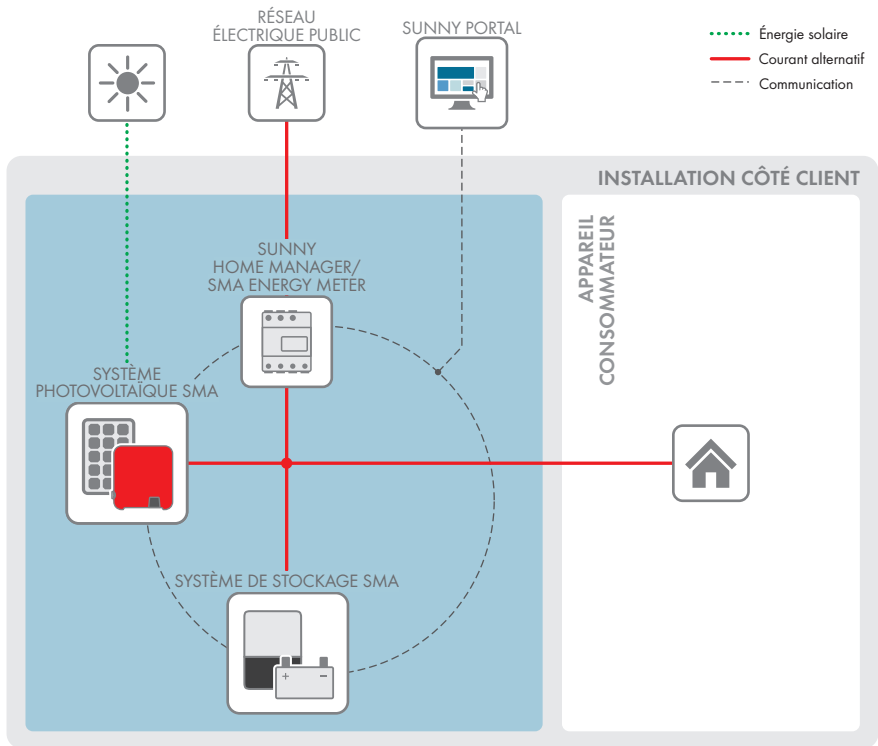 RÉSEAU
ÉLECTRIQUE PUBLIC
SUNNY PORTAL
Énergie solaire
Courant alternatif
Communication
INSTALLATION CÔTÉ CLIENT
APPAREIL
CONSOMMATEUR
SUNNY
HOME MANAGER/
SMA ENERGY METER
SYSTÈME
PHOTOVOLTAÏQUE SMA
SYSTÈME DE STOCKAGE SMA
+ −